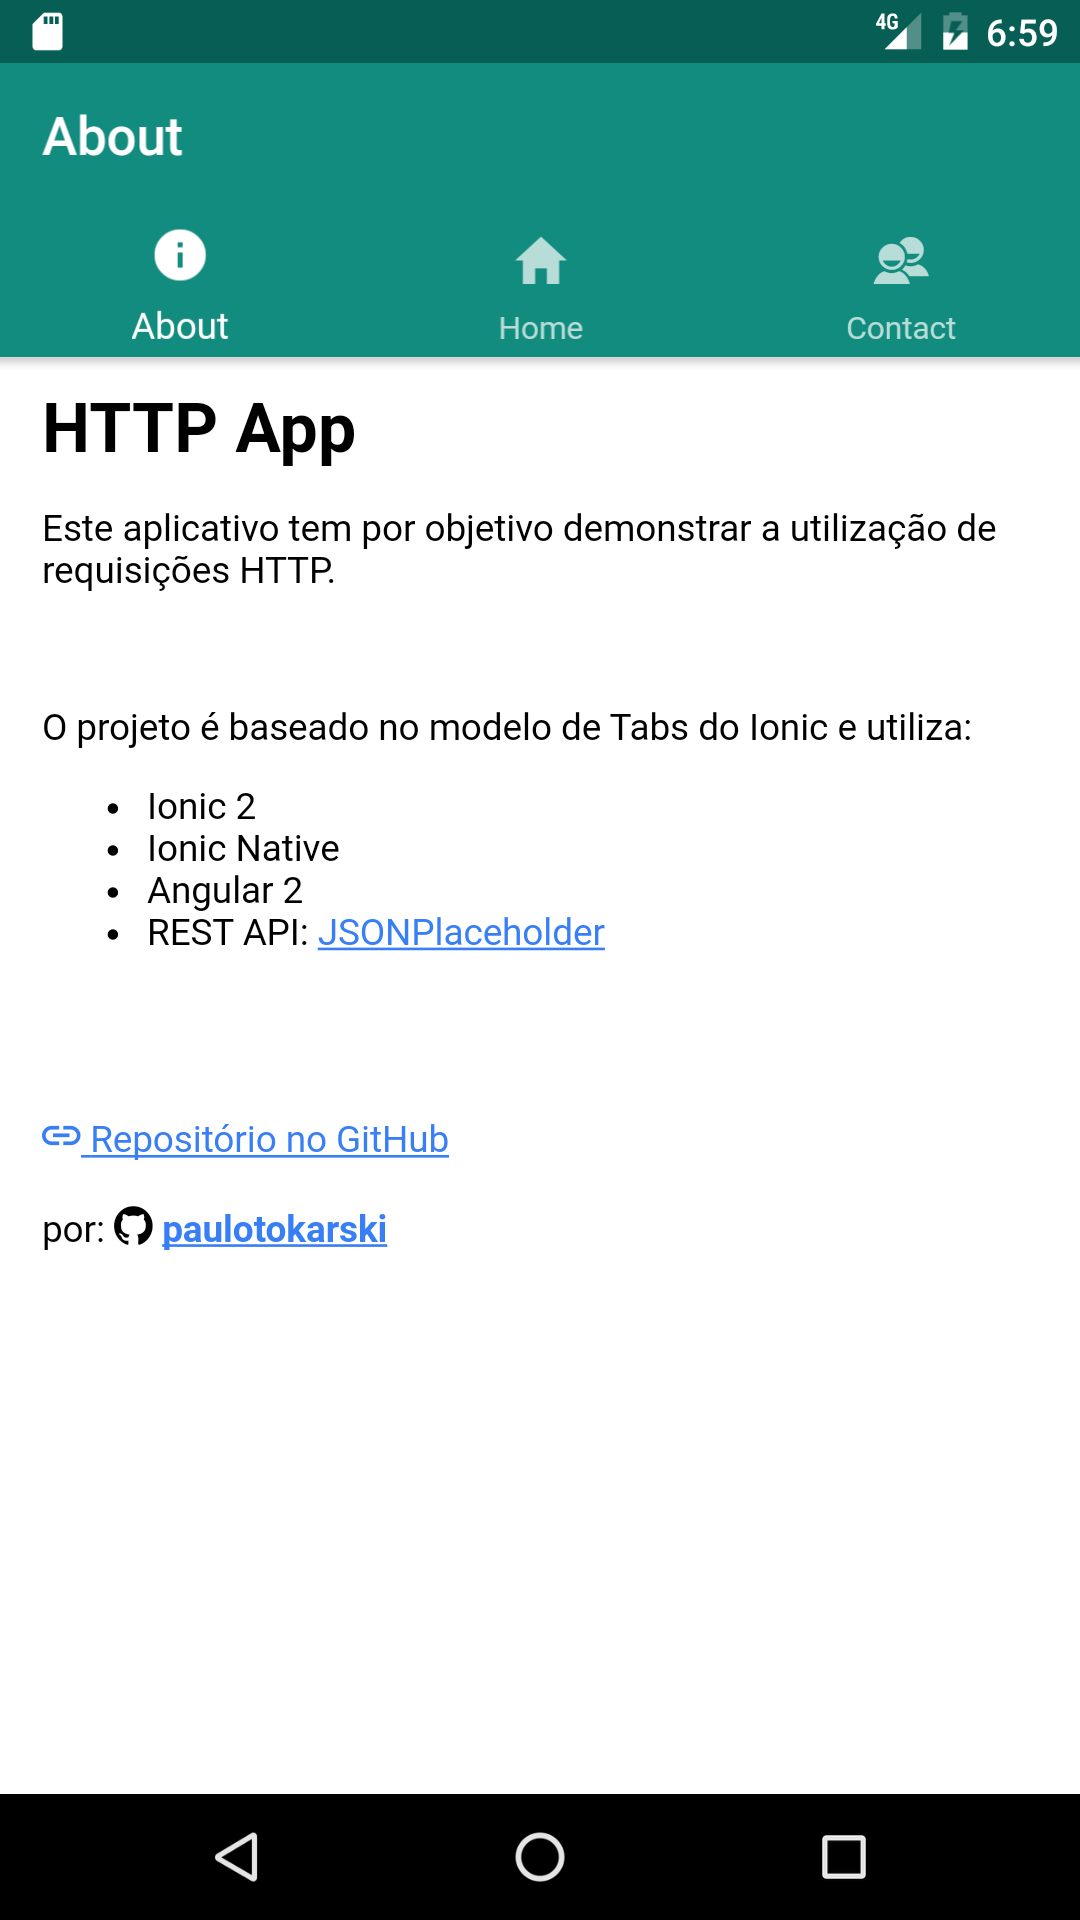 4G 6:59
About
About Home Contact
HTTP App
Este aplicativo tem por objetivo demonstrar a utilização de
requisições HTTP.
O projeto é baseado no modelo de Tabs do Ionic e utiliza:
• Ionic 2
• Ionic Native
• Angular 2
• REST API: JSONPlaceholder
Repositório no GitHub
por: paulotokarski